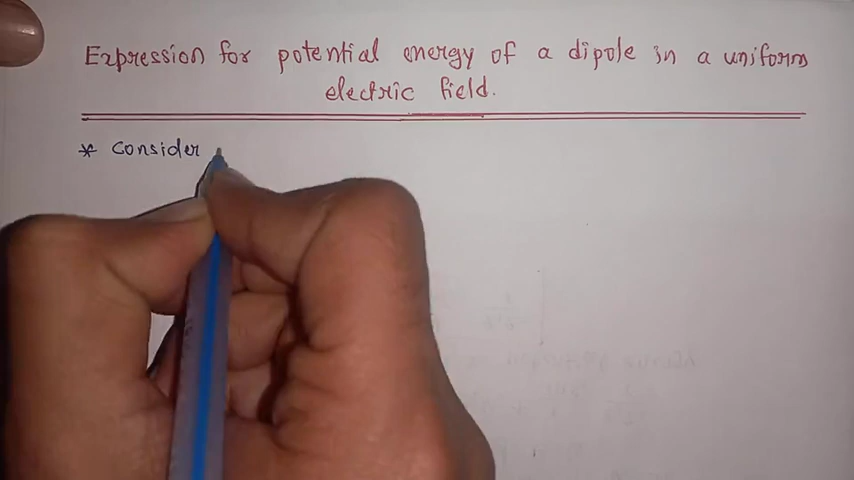 Expression for potential energy of a dipole in a uniform
electric field.
* Consider